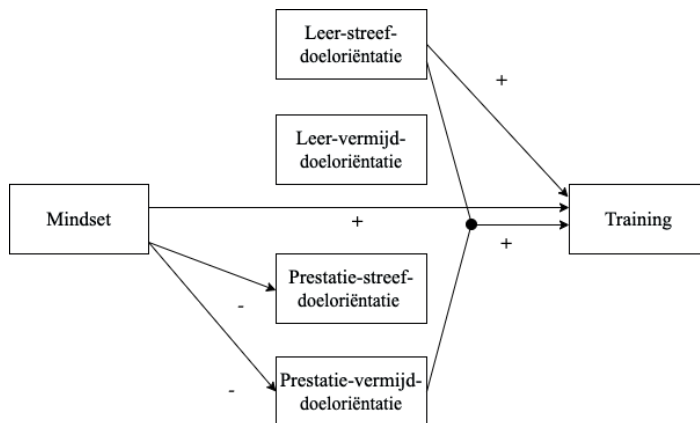 Leer-streef-
doeloriëntatie
+
Leer-vermijd-
doeloriëntatie
Mindset
+
+
Training
Prestatie-streef-
doeloriëntatie
-
Prestatie-vermijd-
doeloriëntatie
-